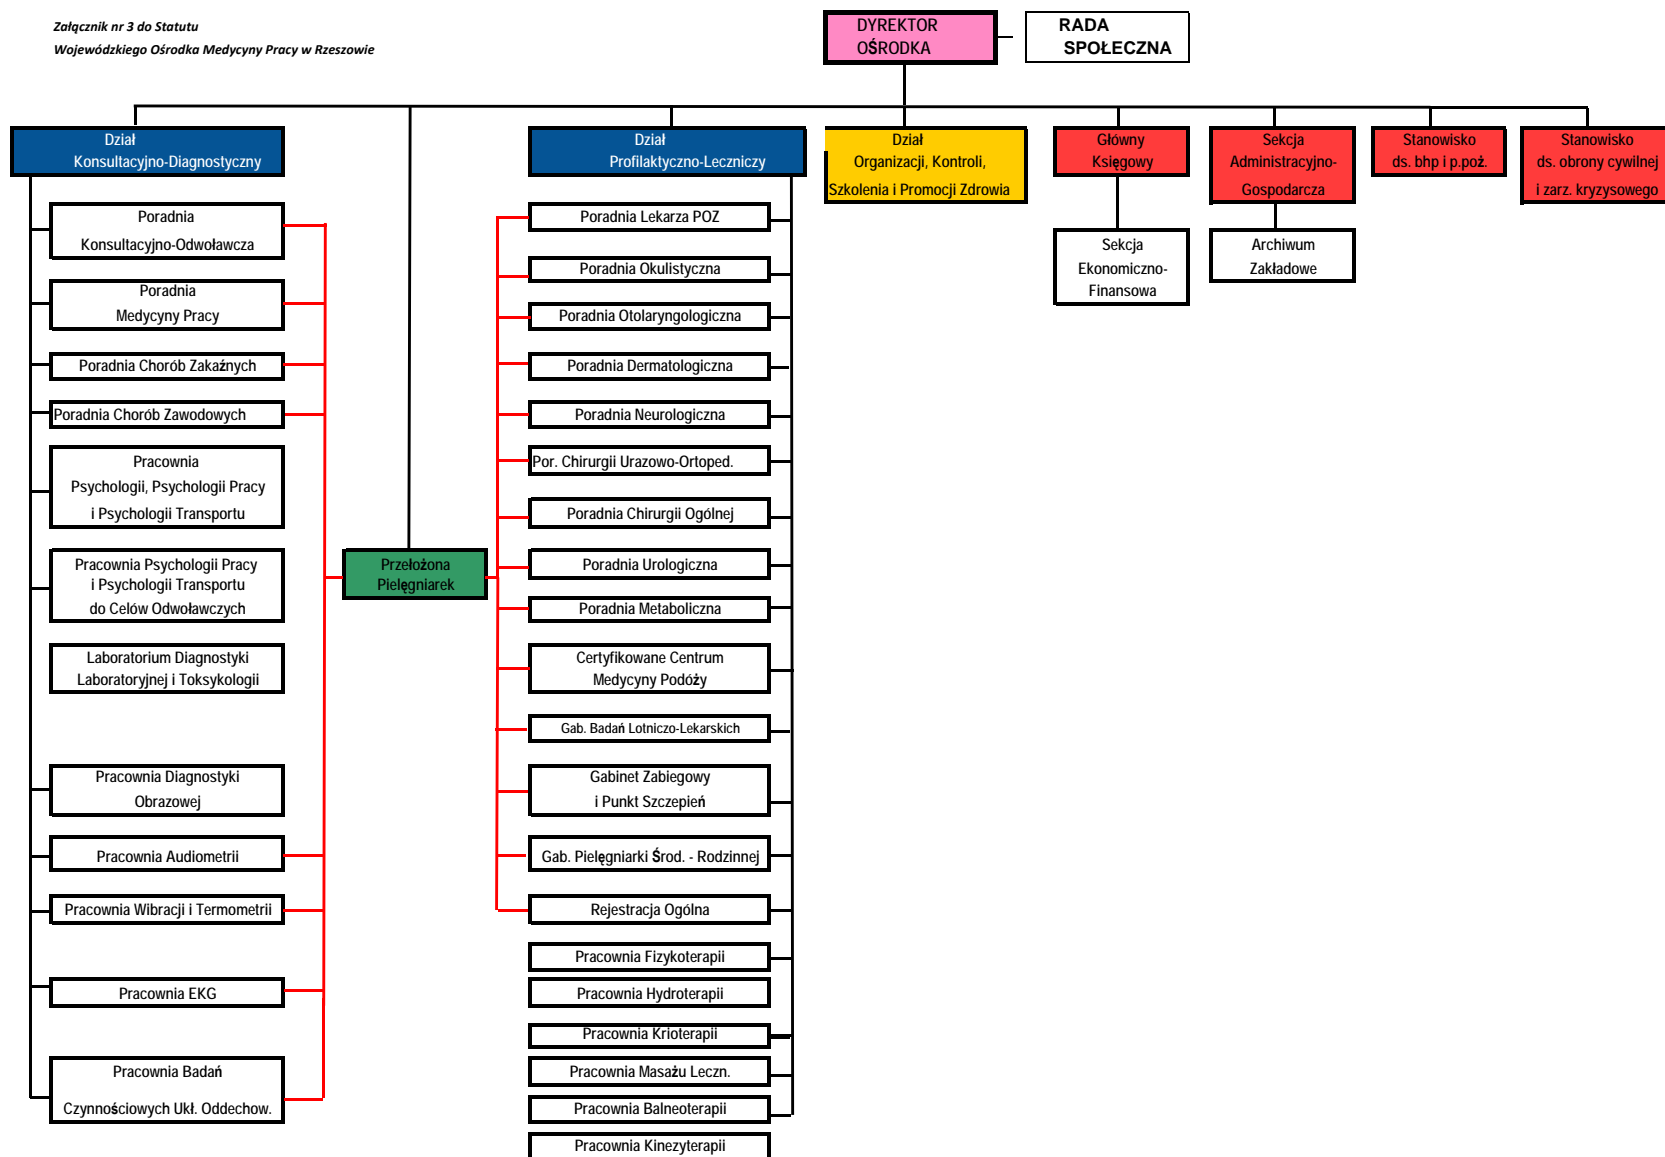 Załącznik nr 3 do Statutu
Wojewódzkiego Ośrodka Medycyny Pracy w Rzeszowie
DYREKTOR
OŚRODKA
RADA
SPOŁECZNA
Dział
Konsultacyjno-Diagnostyczny
Dział
Profilaktyczno-Leczniczy
Dział
Organizacji, Kontroli,
Szkolenia i Promocji Zdrowia
Główny
Księgowy
Sekcja
Administracyjno-
Gospodarcza
Stanowisko
ds. bhp i p.poż.
Stanowisko
ds. obrony cywilnej
i zarz. kryzysowego
Poradnia
Konsultacyjno-Odwoławcza
Poradnia
Medycyny Pracy
Poradnia Chorób Zakaźnych
Poradnia Chorób Zawodowych
Pracownia
Psychologii, Psychologii Pracy
i Psychologii Transportu
Pracownia Psychologii Pracy
i Psychologii Transportu
do Celów Odwoławczych
Laboratorium Diagnostyki
Laboratoryjnej i Toksykologii
Pracownia Diagnostyki
Obrazowej
Pracownia Audiometrii
Pracownia Wibracji i Termometrii
Pracownia EKG
Pracownia Badań
Czynnościowych Ukł. Oddechow.
Przełożona
Pielęgniarek
Poradnia Lekarza POZ
Poradnia Okulistyczna
Poradnia Otolaryngologiczna
Poradnia Dermatologiczna
Poradnia Neurologiczna
Por. Chirurgii Urazowo-Ortoped.
Poradnia Chirurgii Ogólnej
Poradnia Urologiczna
Poradnia Metaboliczna
Certyfikowane Centrum
Medycyny Podóży
Gab. Badań Lotniczo-Lekarskich
Gabinet Zabiegowy
i Punkt Szczepień
Gab. Pielęgniarki Środ. - Rodzinnej
Rejestracja Ogólna
Pracownia Fizykoterapii
Pracownia Hydroterapii
Pracownia Krioterapii
Pracownia Masażu Leczn.
Pracownia Balneoterapii
Pracownia Kinezyterapii
Sekcja
Ekonomiczno-
Finansowa
Archiwum
Zakładowe